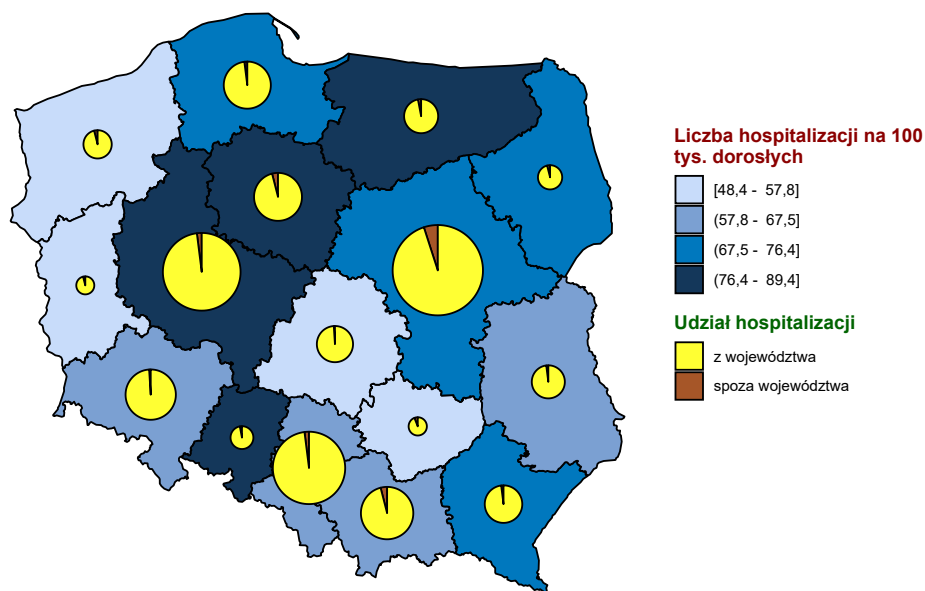 Liczba hospitalizacji na 100
tys. dorosłych
[48,4 - 57,8]
(57,8 - 67,5]
(67,5 - 76,4]
(76,4 - 89,4]
Udział hospitalizacji
z województwa
spoza województwa